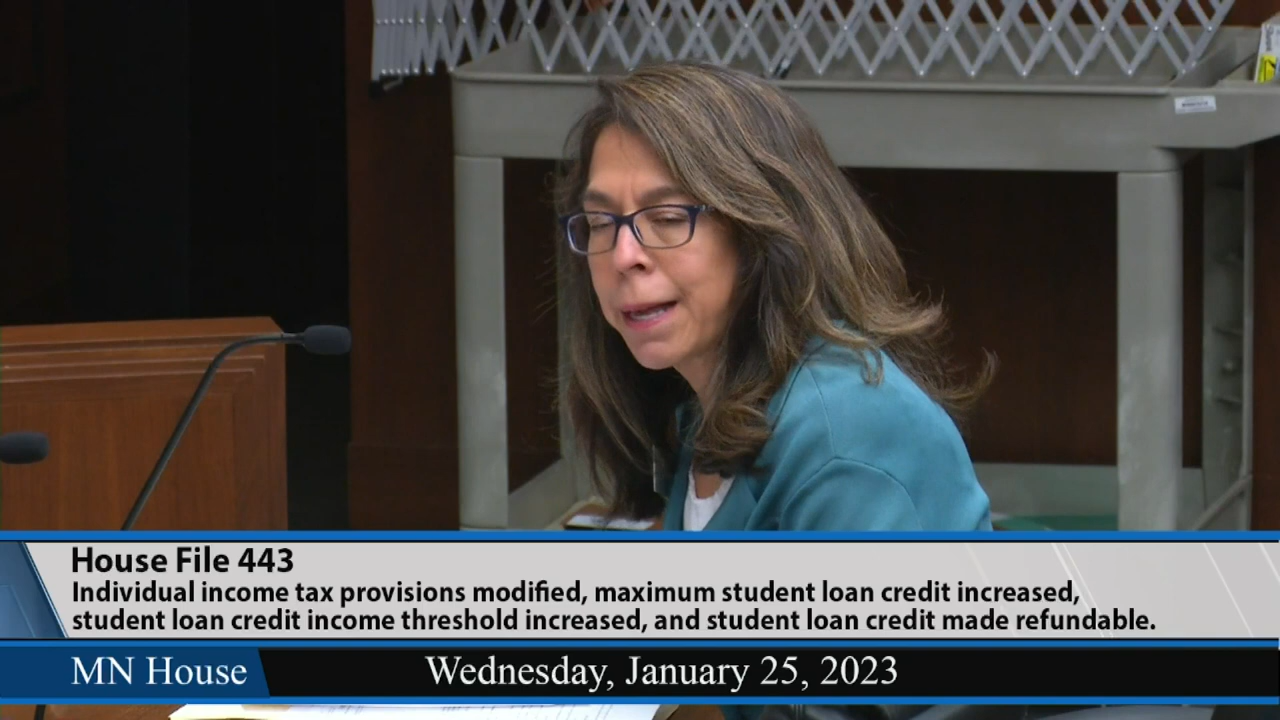 House File 443
Individual income tax provisions modified, maximum student loan credit increased,
student loan credit income threshold increased, and student loan credit made refundable.
MN House
Wednesday, January 25, 2023